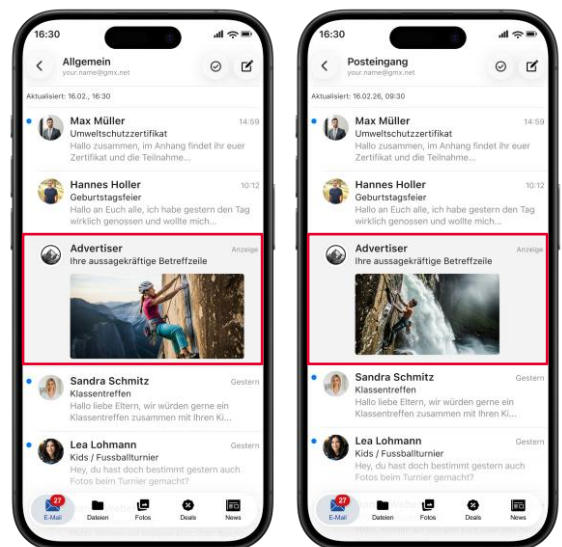 16:30
Allgemein
your.name@gmx.net
Aktualisiert: 16.02., 16:30
Max Müller 14:59
Umweltschutzzertifikat
Hallo zusammen, im Anhang findet ihr euer
Zertifikat und die Teilnahme...
Hannes Holler 10:12
Geburtstagsfeier
Hallo an Euch alle, ich habe gestern den Tag
wirklich genossen und wollte mich...
Advertiser Anzeige
Ihre aussagekräftige Betreffzeile
Sandra Schmitz Gestern
Klassentreffen
Hallo liebe Eltern, wir würden gerne ein
Klassentreffen zusammen mit Ihren Ki...
Lea Lohmann Gestern
Kids / Fussballturnier
Hey, du hast doch bestimmt gestern auch
Fotos beim Turnier gemacht?
27
E-Mail Dateien Fotos Deals News
16:30
Posteingang
your.name@gmx.net
Aktualisiert: 16.02.26, 09:30
Max Müller 14:59
Umweltschutzzertifikat
Hallo zusammen, im Anhang findet ihr euer
Zertifikat und die Teilnahme...
Hannes Holler 10:12
Geburtstagsfeier
Hallo an Euch alle, ich habe gestern den Tag
wirklich genossen und wollte mich...
Advertiser Anzeige
Ihre aussagekräftige Betreffzeile
Sandra Schmitz Gestern
Klassentreffen
Hallo liebe Eltern, wir würden gerne ein
Klassentreffen zusammen mit Ihren Ki...
Lea Lohmann Gestern
Kids / Fussballturnier
Hey, du hast doch bestimmt gestern auch
Fotos beim Turnier gemacht?
27
E-Mail Dateien Fotos Deals News